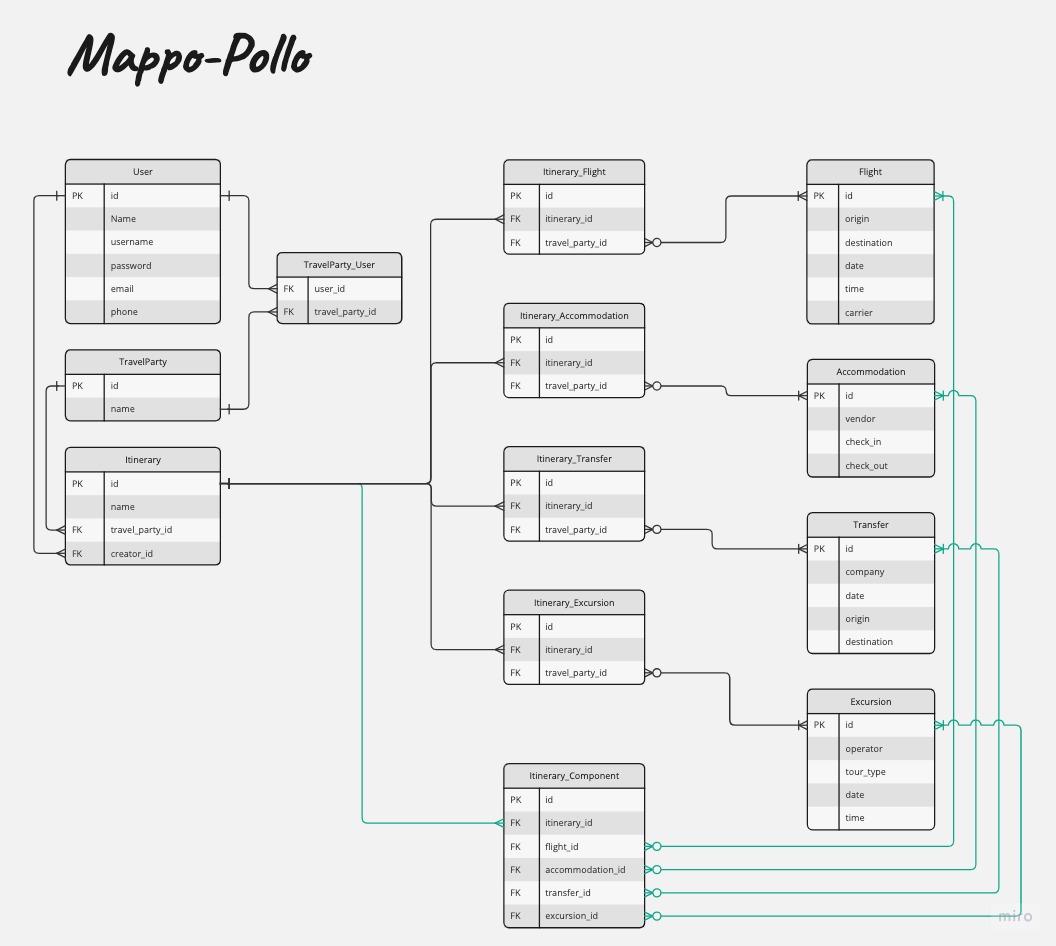 Mappo-Pollo
User
PK id
Name
username
password
email
phone
TravelParty_User
FK user_id
FK travel_party_id
TravelParty
PK id
name
Itinerary
PK id
name
FK travel_party_id
FK creator_id
Itinerary_Flight
PK id
FK itinerary_id
FK travel_party_id
Itinerary_Accommodation
PK id
FK itinerary_id
FK travel_party_id
Itinerary_Transfer
PK id
FK itinerary_id
FK travel_party_id
Itinerary_Excursion
PK id
FK itinerary_id
FK travel_party_id
Itinerary_Component
PK id
FK itinerary_id
FK flight_id
FK accommodation_id
FK transfer_id
FK excursion_id
Flight
PK id
origin
destination
date
time
carrier
Accommodation
PK id
vendor
check_in
check_out
Transfer
PK id
company
date
origin
destination
Excursion
PK id
operator
tour_type
date
time
miro